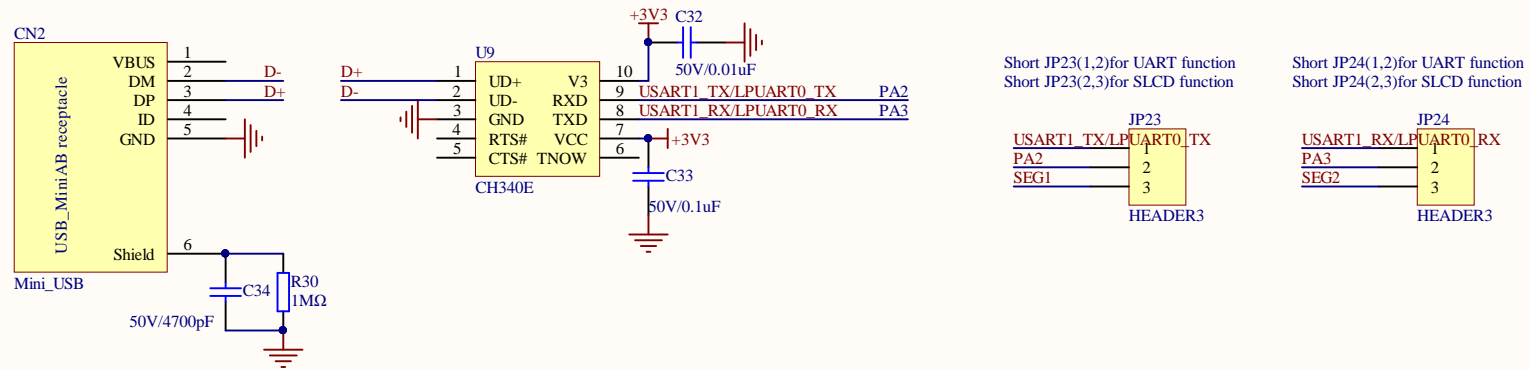 CN2
VBUS 1
DM 2 D-
DP 3 D+
ID 4
GND 5
USB_MiniAB receptacle
Shield 6
Mini_USB
C34
50V/4700pF
R30
1MΩ
+3V3
C32
50V/0.01uF
U9
D+ 1 UD+ V3 10
D- 2 UD- RXD 9 USART1_TX/LPUART0_TX PA2
3 GND TXD 8 USART1_RX/LPUART0_RX PA3
4 RTS# VCC 7 +3V3
5 CTS# TNOW 6
CH340E
C33
50V/0.1uF
Short JP23(1,2)for UART function
Short JP23(2,3)for SLCD function
JP23
USART1_TX/LPUART0_TX 1
PA2 2
SEG1 3
HEADER3
Short JP24(1,2)for UART function
Short JP24(2,3)for SLCD function
JP24
USART1_RX/LPUART0_RX 1
PA3 2
SEG2 3
HEADER3